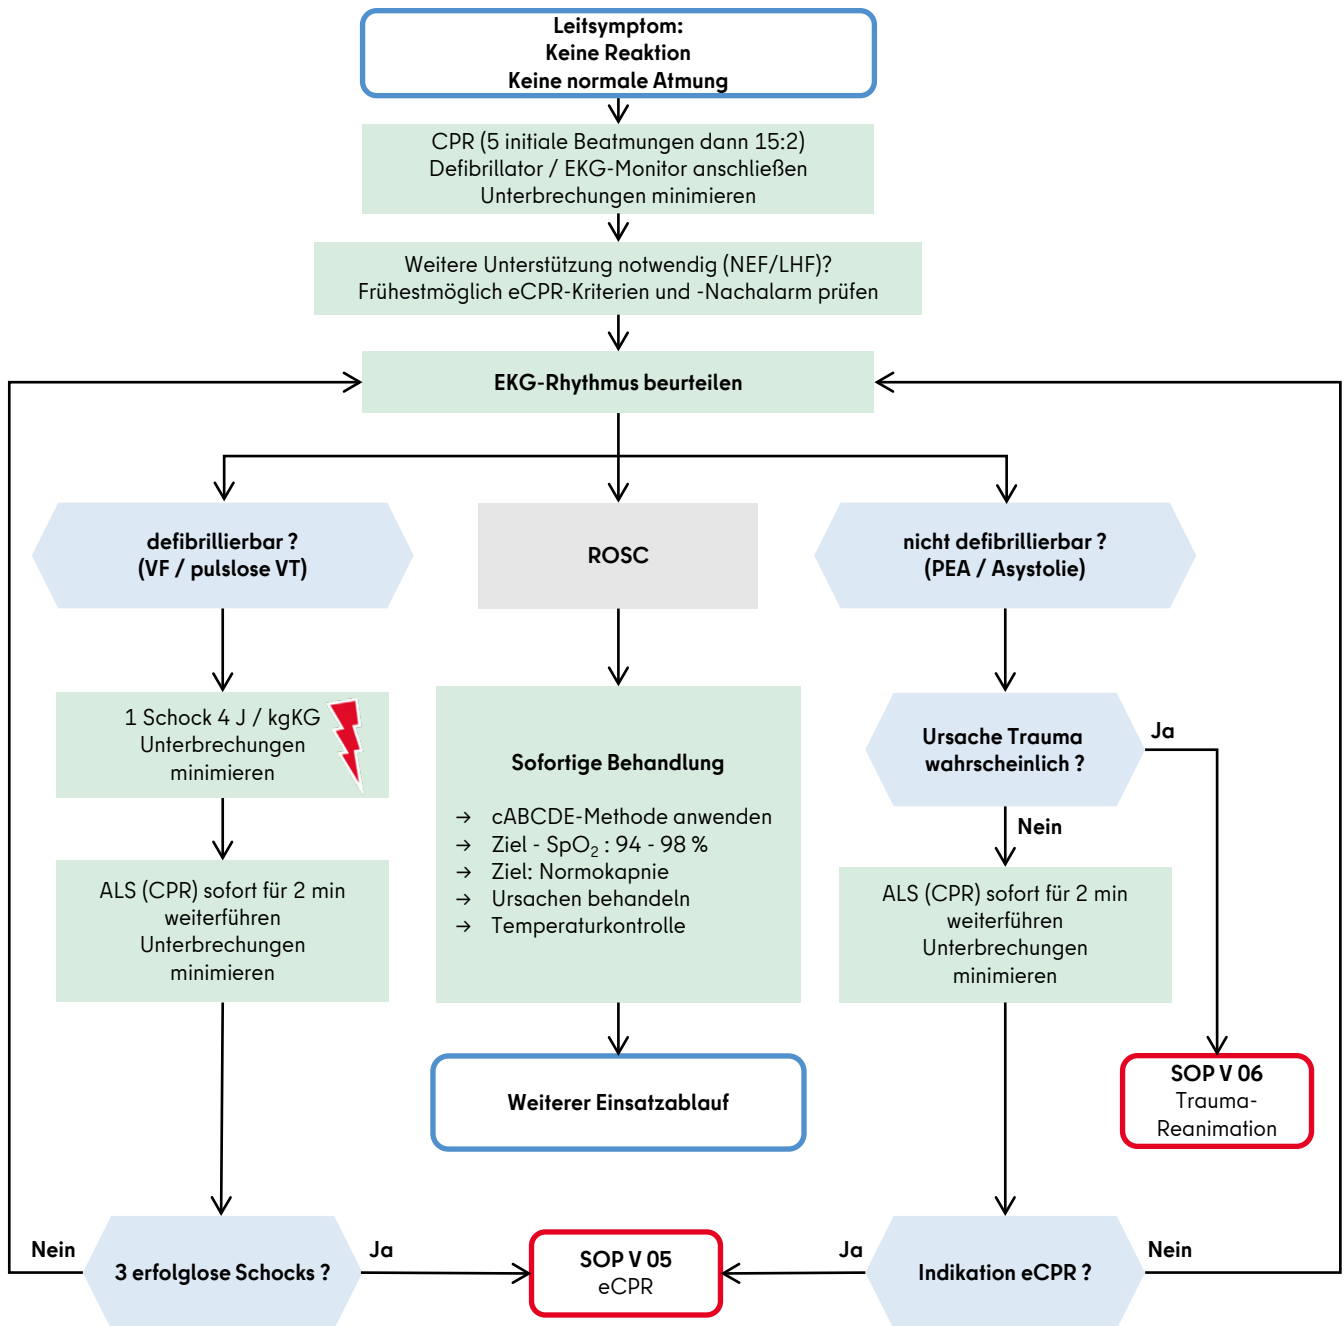 Leitsymptom:
Keine Reaktion
Keine normale Atmung
CPR (5 initiale Beatmungen dann 15:2)
Defibrillator / EKG-Monitor anschließen
Unterbrechungen minimieren
Weitere Unterstützung notwendig (NEF/LHF)?
Frühestmöglich eCPR-Kriterien und -Nachalarm prüfen
EKG-Rhythmus beurteilen
defibrillierbar ?
(VF / pulslose VT)
ROSC
nicht defibrillierbar ?
(PEA / Asystolie)
1 Schock 4 J / kgKG
Unterbrechungen
minimieren
Sofortige Behandlung
→ cABCDE-Methode anwenden
→ Ziel - SpO₂ : 94 - 98 %
→ Ziel: Normokapnie
→ Ursachen behandeln
→ Temperaturkontrolle
Ursache Trauma
wahrscheinlich ?
Ja
Nein
ALS (CPR) sofort für 2 min
weiterführen
Unterbrechungen
minimieren
ALS (CPR) sofort für 2 min
weiterführen
Unterbrechungen
minimieren
Weiterer Einsatzablauf
SOP V 06
Trauma-
Reanimation
Nein
3 erfolglose Schocks ?
Ja
SOP V 05
eCPR
Ja
Indikation eCPR ?
Nein